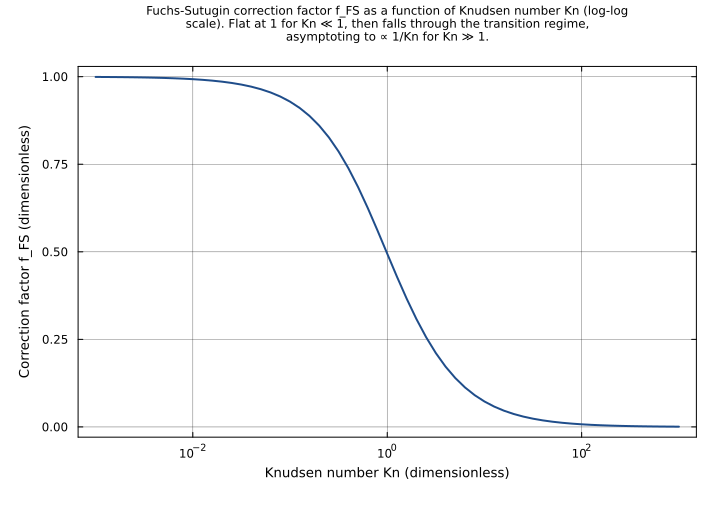 Fuchs-Sutugin correction factor f_FS as a function of Knudsen number Kn (log-log
scale). Flat at 1 for Kn ≪ 1, then falls through the transition regime,
asymptoting to ∝ 1/Kn for Kn ≫ 1.
1.00
0.75
0.50
0.25
0.00
Correction factor f_FS (dimensionless)
10⁻² 10⁰ 10²
Knudsen number Kn (dimensionless)